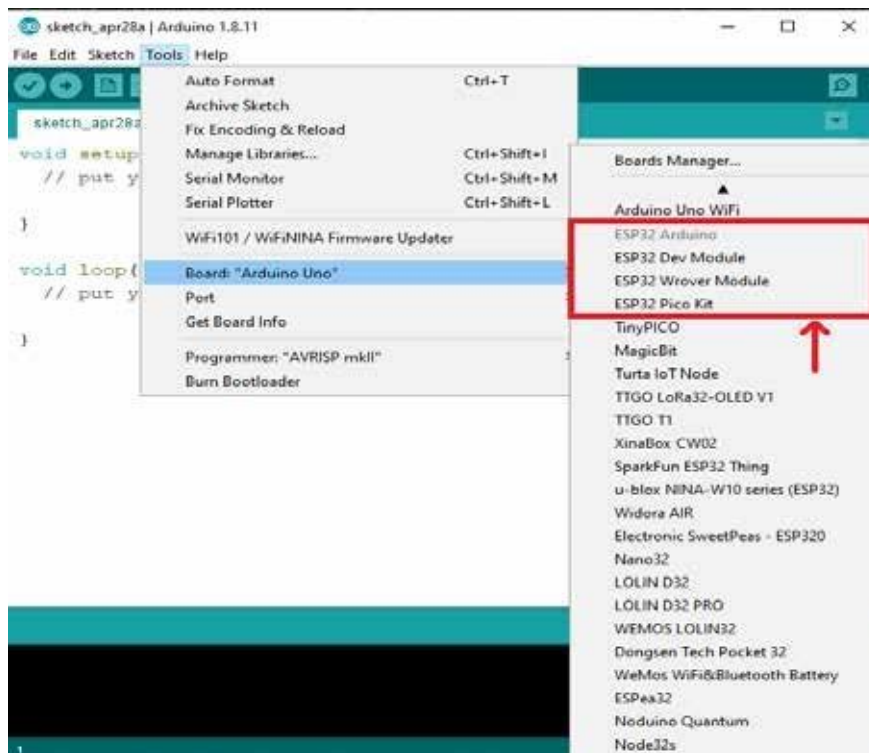 sketch_apr28a | Arduino 1.8.11
File Edit Sketch Tools Help
sketch_apr28a
void setup
// put y
}
void loop(
// put y
}
Auto Format Ctrl+T
Archive Sketch
Fix Encoding & Reload
Manage Libraries... Ctrl+Shift+I
Serial Monitor Ctrl+Shift+M
Serial Plotter Ctrl+Shift+L
WiFi101 / WiFiNINA Firmware Updater
Board: "Arduino Uno"
Port
Get Board Info
Programmer: "AVRISP mkII"
Burn Bootloader
Boards Manager...
Arduino Uno WiFi
ESP32 Arduino
ESP32 Dev Module
ESP32 Wrover Module
ESP32 Pico Kit
TinyPICO
MagicBit
Turta IoT Node
TTGO LoRa32-OLED V1
TTGO T1
XinaBox CW02
SparkFun ESP32 Thing
u-blox NINA-W10 series (ESP32)
Widora AIR
Electronic SweetPeas - ESP320
Nano32
LOLIN D32
LOLIN D32 PRO
WEMOS LOLIN32
Dongsen Tech Pocket 32
WeMos WiFi&Bluetooth Battery
ESPea32
Noduino Quantum
Node32s
1